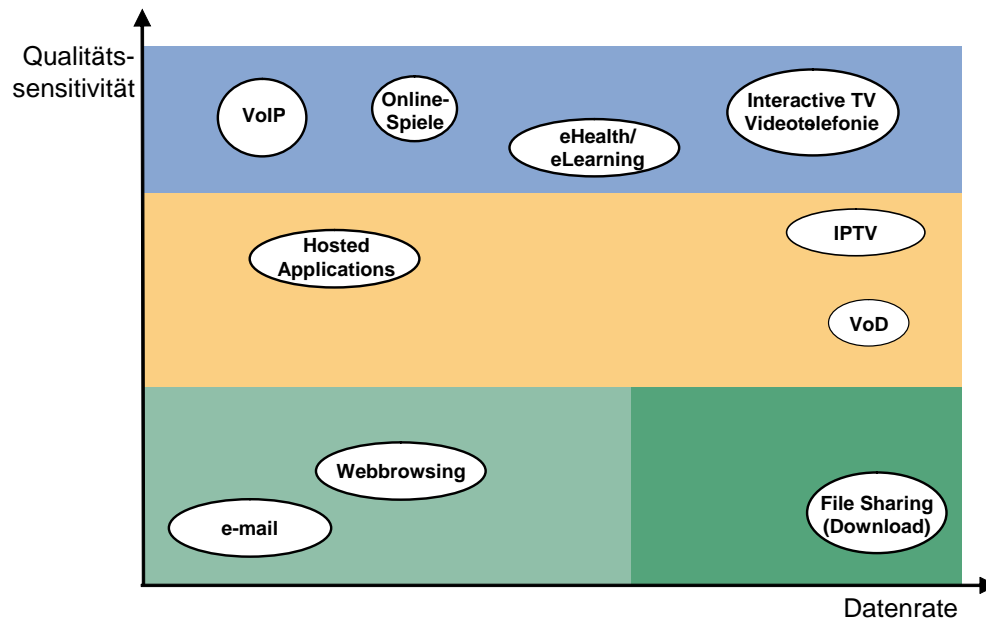 Qualitäts-
sensitivität
VoIP
Online-
Spiele
eHealth/
eLearning
Interactive TV
Videotelefonie
Hosted
Applications
IPTV
VoD
Webbrowsing
e-mail
File Sharing
(Download)
Datenrate